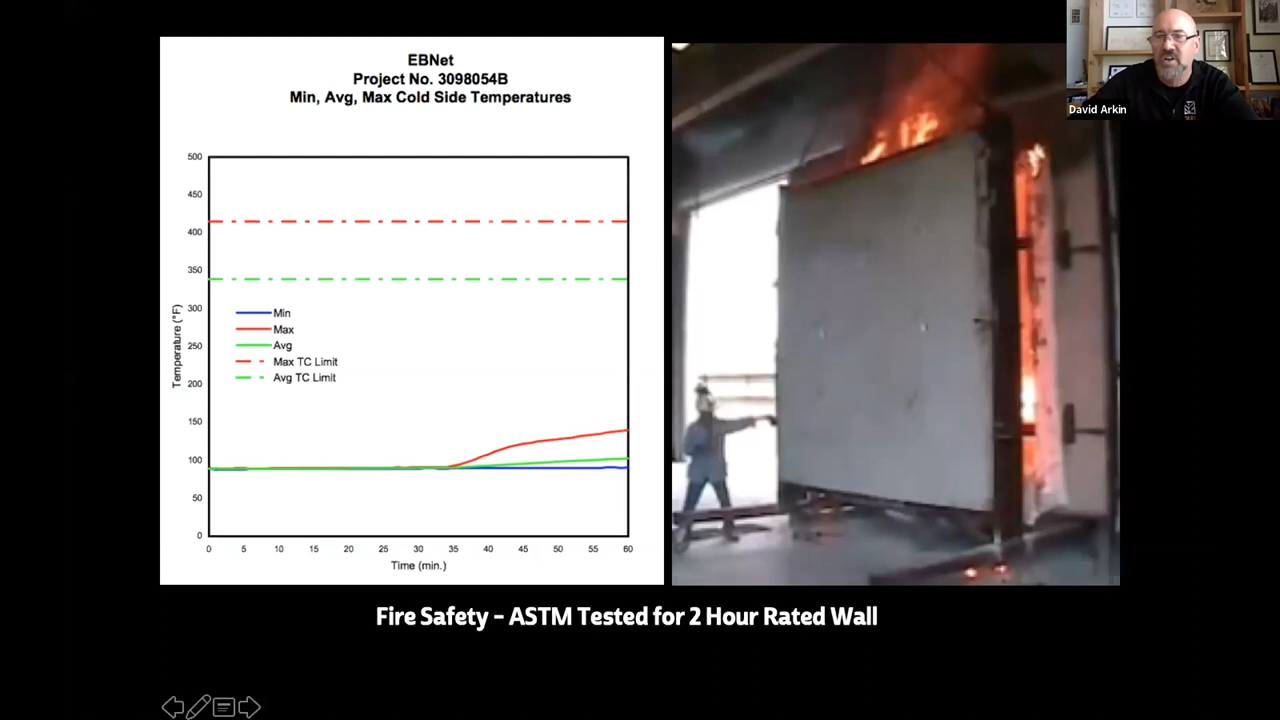 EBNet
Project No. 3098054B
Min, Avg, Max Cold Side Temperatures
500
450
400
350
300
250
200
150
100
50
0
Temperature (°F)
Min
Max
Avg
Max TC Limit
Avg TC Limit
0 5 10 15 20 25 30 35 40 45 50 55 60
Time (min.)
David Arkin
Fire Safety – ASTM Tested for 2 Hour Rated Wall